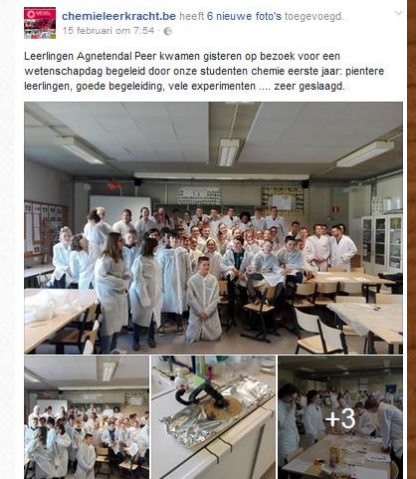 chemieleerkracht.be heeft 6 nieuwe foto's toegevoegd.
15 februari om 7:54 ·
Leerlingen Agnetendal Peer kwamen gisteren op bezoek voor een
wetenschapdag begeleid door onze studenten chemie eerste jaar: pientere
leerlingen, goede begeleiding, vele experimenten .... zeer geslaagd.
+3